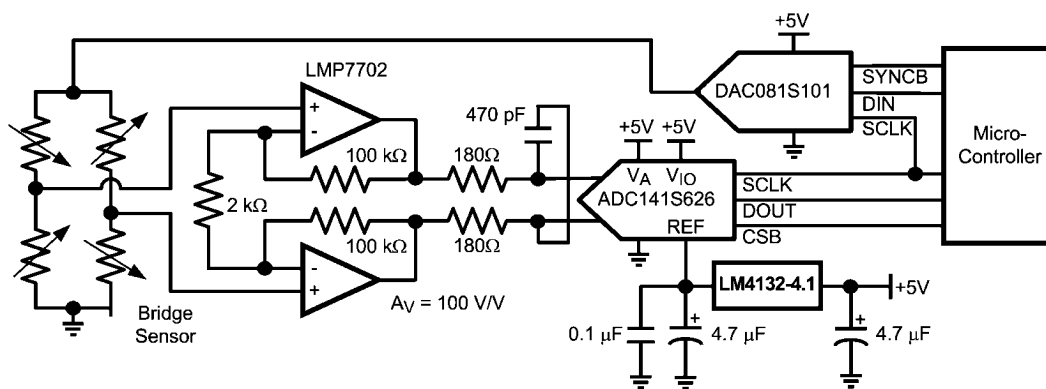 +5V
LMP7702
DAC081S101
SYNCB
DIN
SCLK
Micro-
Controller
+
-
470 pF
+5V
+5V
100 kΩ
180Ω
VA
VIO
ADC141S626
REF
SCLK
DOUT
CSB
2 kΩ
100 kΩ
180Ω
-
+
AV = 100 V/V
Bridge
Sensor
LM4132-4.1
+5V
0.1 µF
+
4.7 µF
+
4.7 µF